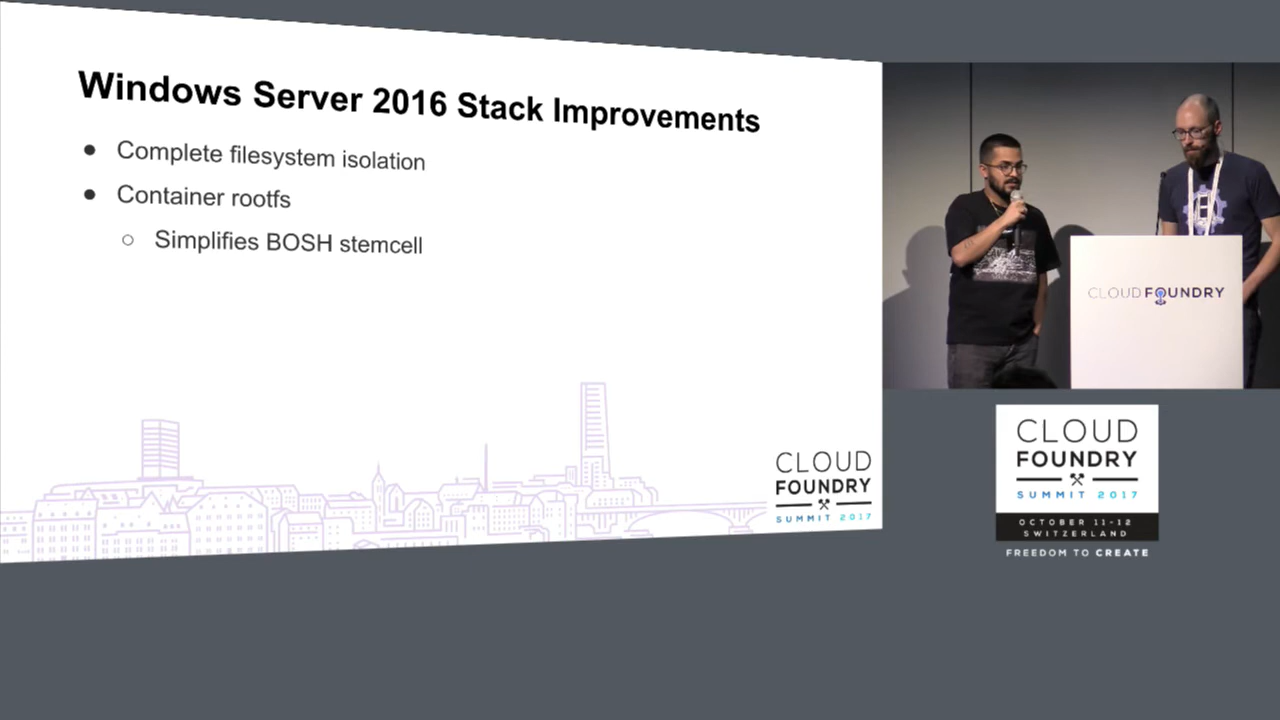 Windows Server 2016 Stack Improvements
● Complete filesystem isolation
● Container rootfs
○ Simplifies BOSH stemcell
CLOUD
FOUNDRY
SUMMIT 2017
CLOUD FOUNDRY
CLOUD
FOUNDRY
SUMMIT 2017
OCTOBER 11-12
SWITZERLAND
FREEDOM TO CREATE